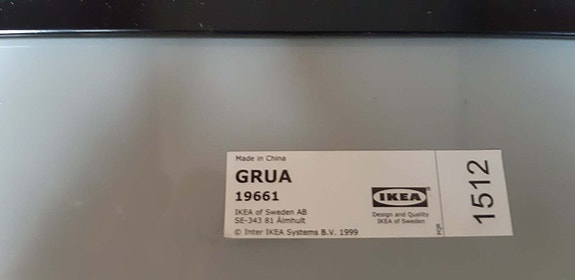 Made in China
GRUA
19661
IKEA of Sweden AB
SE-343 81 Älmhult
© Inter IKEA Systems B.V. 1999
IKEA®
Design and Quality
IKEA of Sweden
PQR
1512